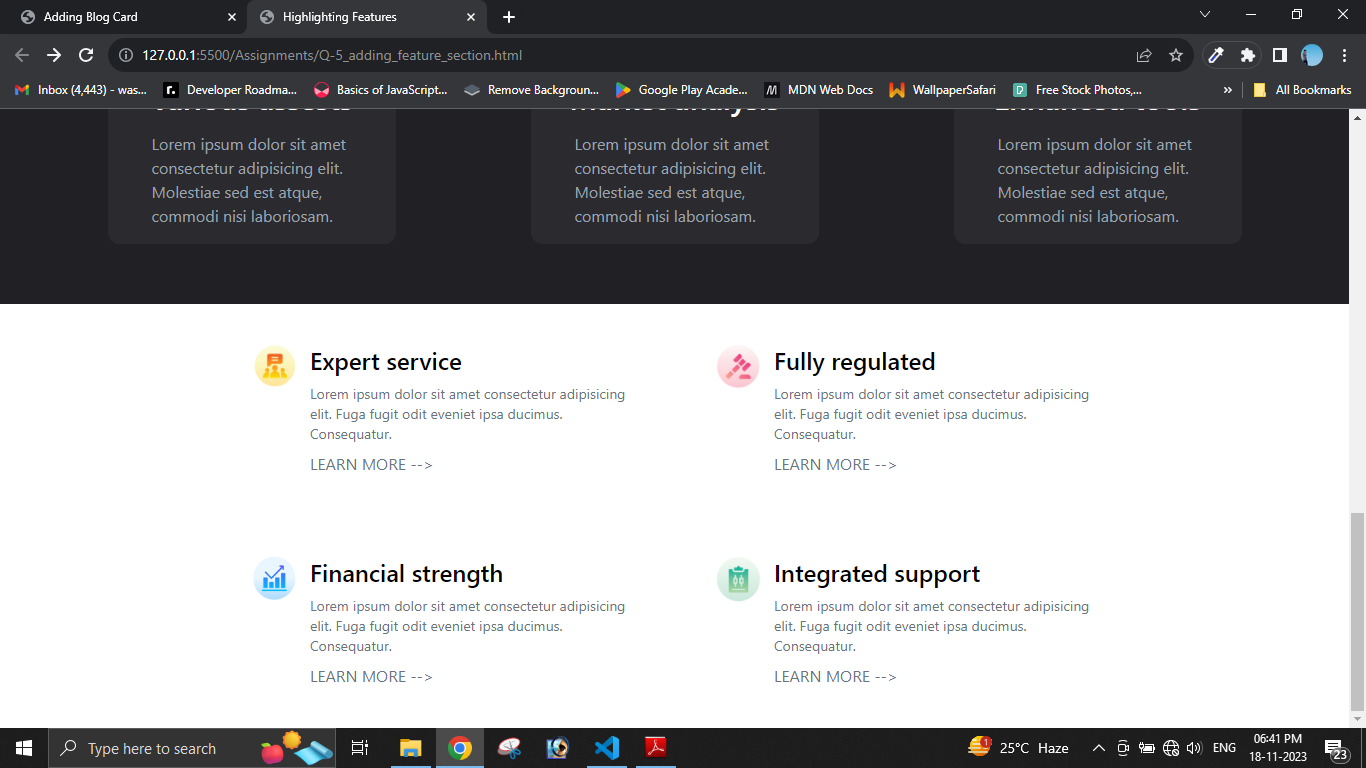 Adding Blog Card
Highlighting Features
127.0.0.1:5500/Assignments/Q-5_adding_feature_section.html
Inbox (4,443) - was...
Developer Roadma...
Basics of JavaScript...
Remove Backgroun...
Google Play Acade...
MDN Web Docs
WallpaperSafari
Free Stock Photos,...
»
All Bookmarks
Lorem ipsum dolor sit amet
consectetur adipisicing elit.
Molestiae sed est atque,
commodi nisi laboriosam.
Lorem ipsum dolor sit amet
consectetur adipisicing elit.
Molestiae sed est atque,
commodi nisi laboriosam.
Lorem ipsum dolor sit amet
consectetur adipisicing elit.
Molestiae sed est atque,
commodi nisi laboriosam.
Expert service
Lorem ipsum dolor sit amet consectetur adipisicing
elit. Fuga fugit odit eveniet ipsa ducimus.
Consequatur.
LEARN MORE -->
Fully regulated
Lorem ipsum dolor sit amet consectetur adipisicing
elit. Fuga fugit odit eveniet ipsa ducimus.
Consequatur.
LEARN MORE -->
Financial strength
Lorem ipsum dolor sit amet consectetur adipisicing
elit. Fuga fugit odit eveniet ipsa ducimus.
Consequatur.
LEARN MORE -->
Integrated support
Lorem ipsum dolor sit amet consectetur adipisicing
elit. Fuga fugit odit eveniet ipsa ducimus.
Consequatur.
LEARN MORE -->
Type here to search
1
25°C Haze
ENG
06:41 PM
18-11-2023
23